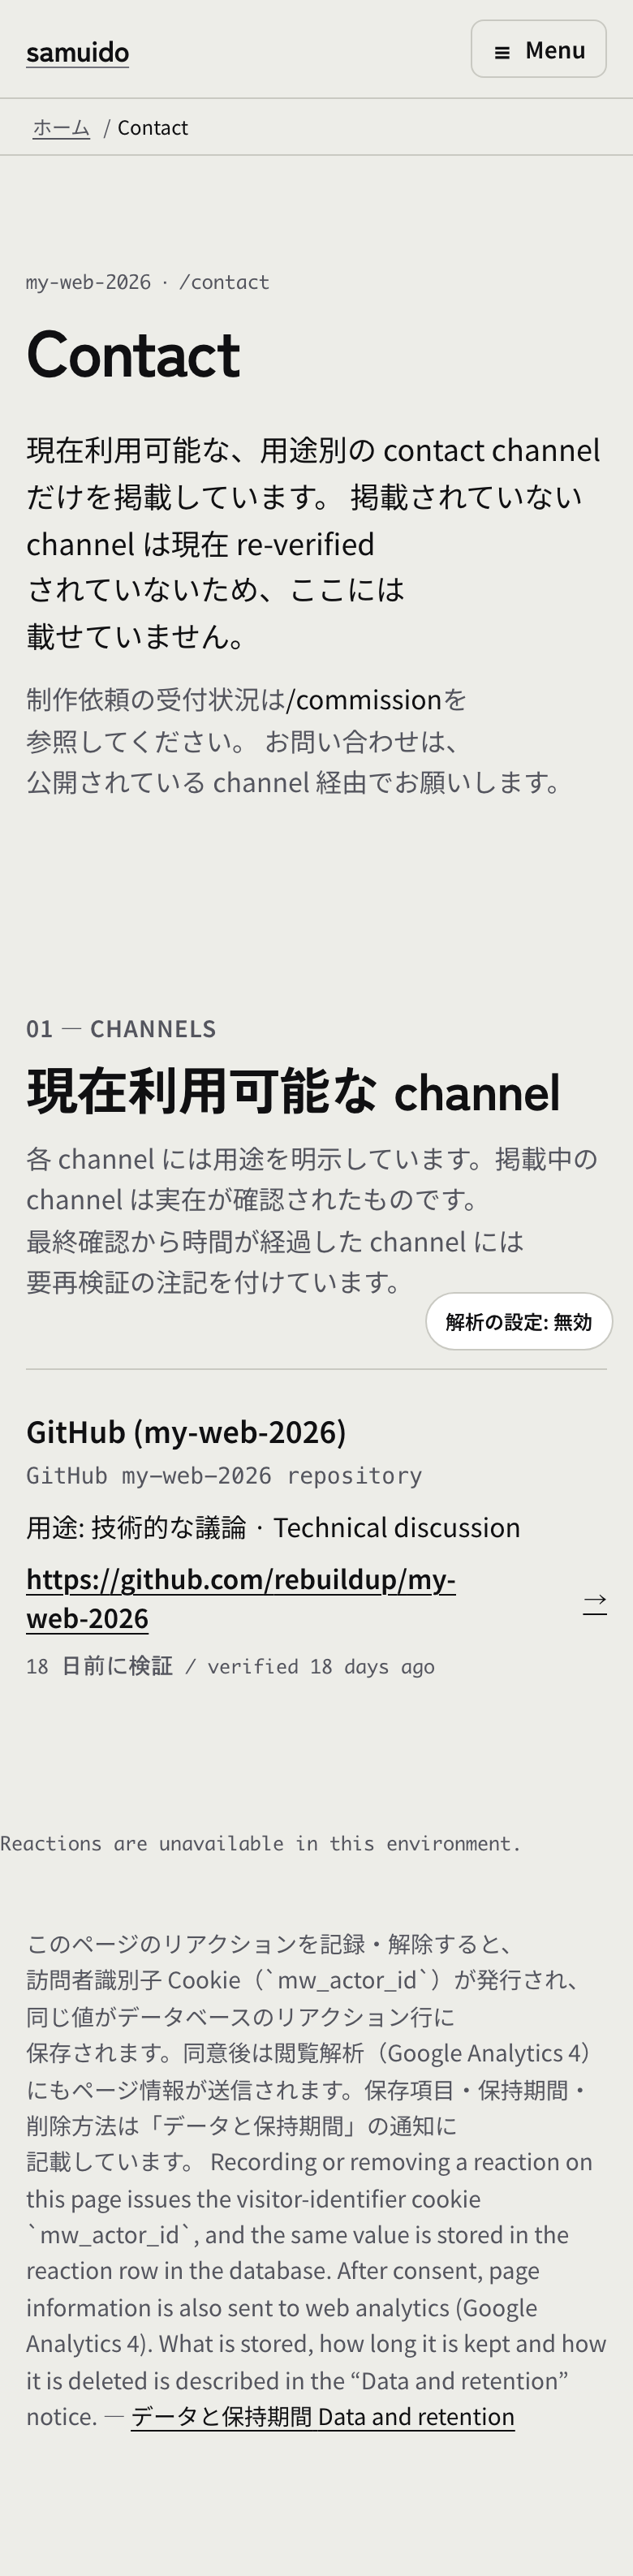 samuido
≡ Menu
ホーム / Contact
my-web-2026 · /contact
Contact
現在利用可能な、用途別の contact channel
だけを掲載しています。 掲載されていない
channel は現在 re-verified
されていないため、ここには
載せていません。
制作依頼の受付状況は/commissionを
参照してください。 お問い合わせは、
公開されている channel 経由でお願いします。
01 — CHANNELS
現在利用可能な channel
各 channel には用途を明示しています。掲載中の
channel は実在が確認されたものです。
最終確認から時間が経過した channel には
要再検証の注記を付けています。
解析の設定: 無効
GitHub (my-web-2026)
GitHub my-web-2026 repository
用途: 技術的な議論 · Technical discussion
https://github.com/rebuildup/my-
web-2026 →
18 日前に検証 / verified 18 days ago
Reactions are unavailable in this environment.
このページのリアクションを記録・解除すると、
訪問者識別子 Cookie（`mw_actor_id`）が発行され、
同じ値がデータベースのリアクション行に
保存されます。同意後は閲覧解析（Google Analytics 4）
にもページ情報が送信されます。保存項目・保持期間・
削除方法は「データと保持期間」の通知に
記載しています。 Recording or removing a reaction on
this page issues the visitor-identifier cookie
`mw_actor_id`, and the same value is stored in the
reaction row in the database. After consent, page
information is also sent to web analytics (Google
Analytics 4). What is stored, how long it is kept and how
it is deleted is described in the “Data and retention”
notice. — データと保持期間 Data and retention